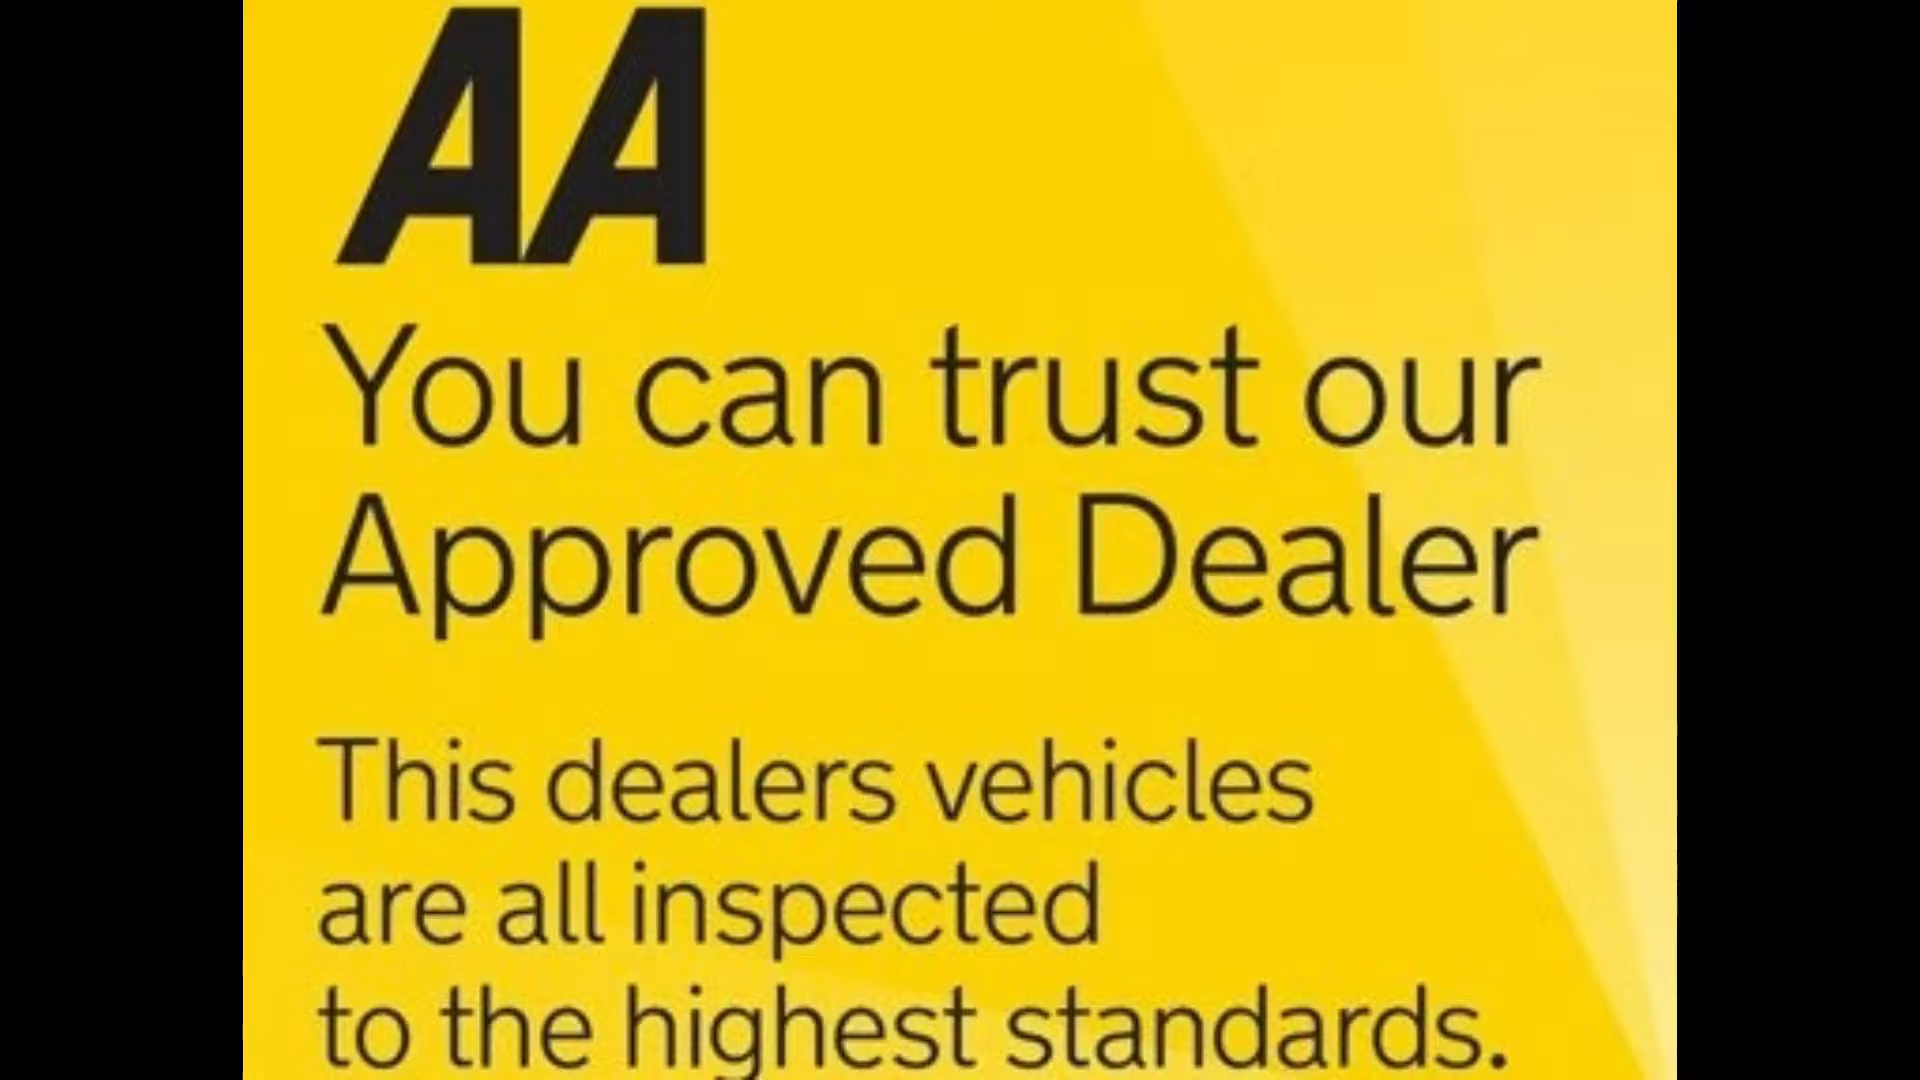 AA
You can trust our
Approved Dealer
This dealers vehicles
are all inspected
to the highest standards.